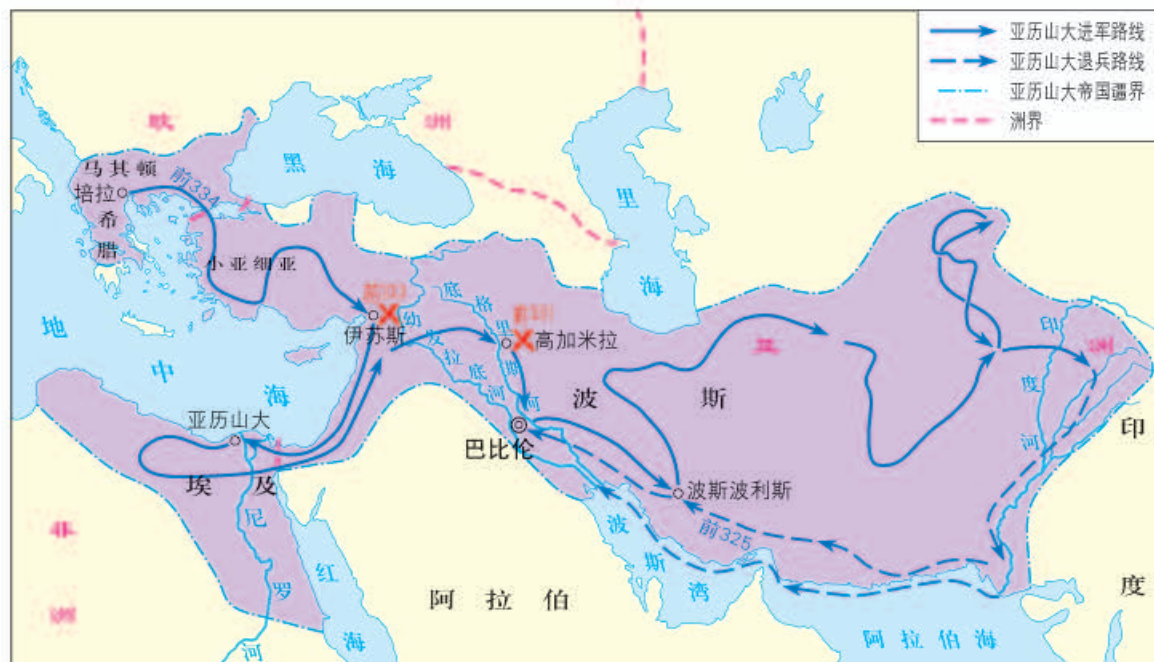 亚历山大进军路线
亚历山大退兵路线
亚历山大帝国疆界
洲界
欧洲
黑海
里海
马其顿
培拉
前334
希腊
小亚细亚
伊苏斯
幼发拉底河
底格里斯河
高加米拉
亚洲
地中海
波斯
印度河
亚历山大
巴比伦
波斯波利斯
埃及
尼罗河
红海
非洲
前325
波斯湾
阿拉伯
阿拉伯海
印度